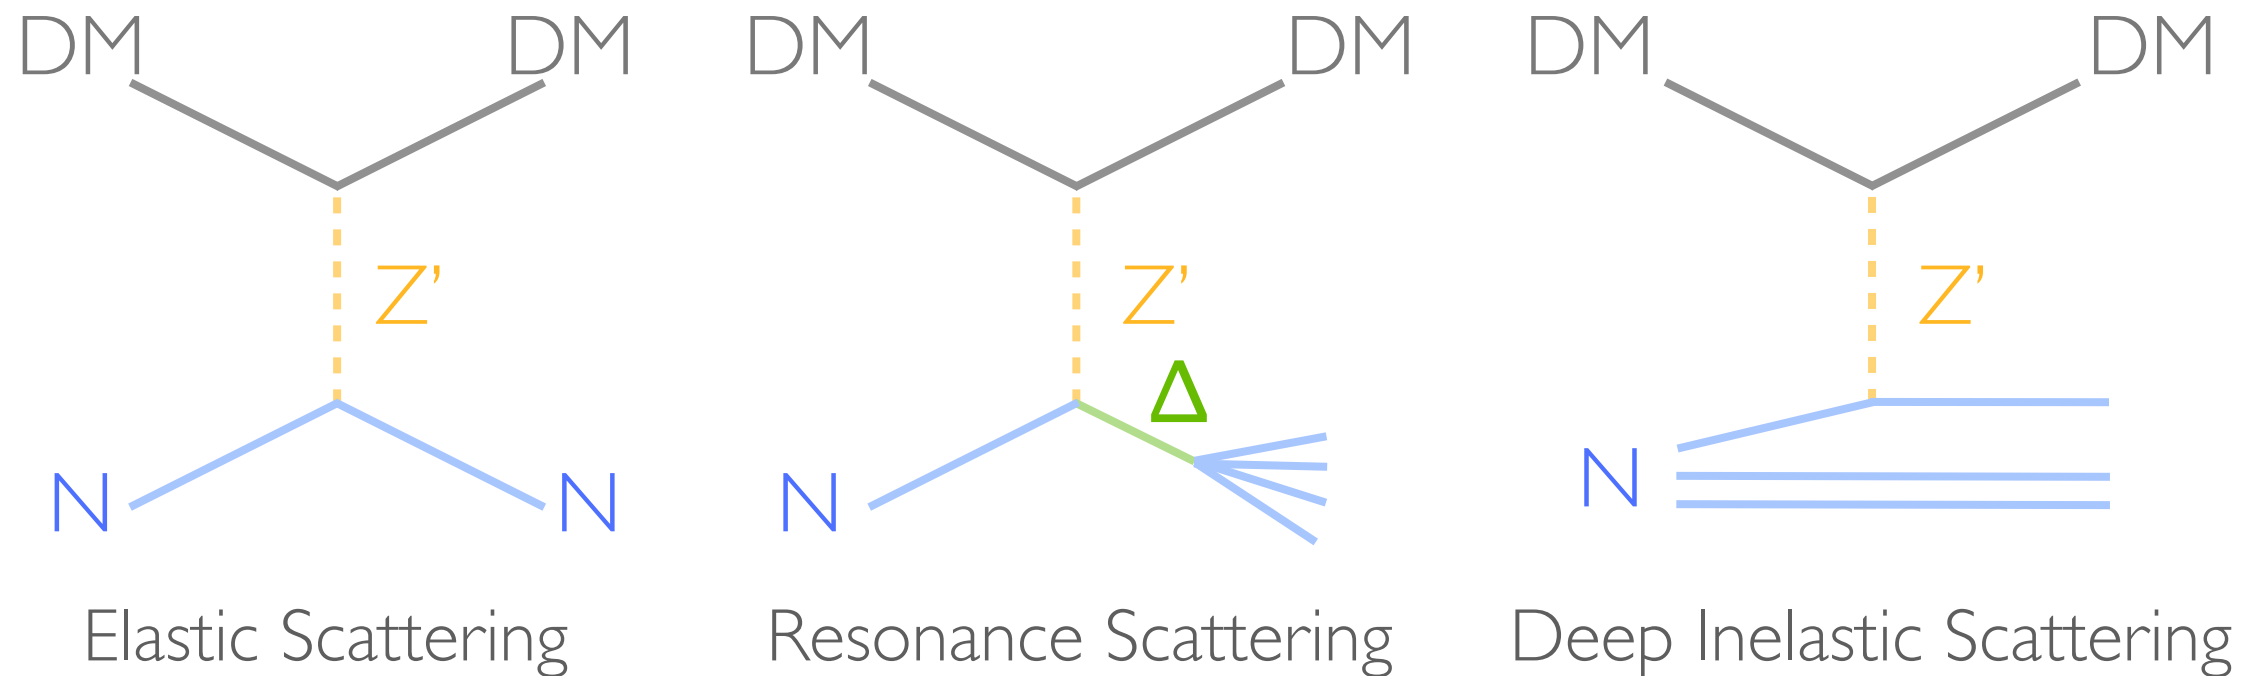 DM DM DM DM DM DM
Z' Z' Z'
Δ
N N N N
Elastic Scattering Resonance Scattering Deep Inelastic Scattering